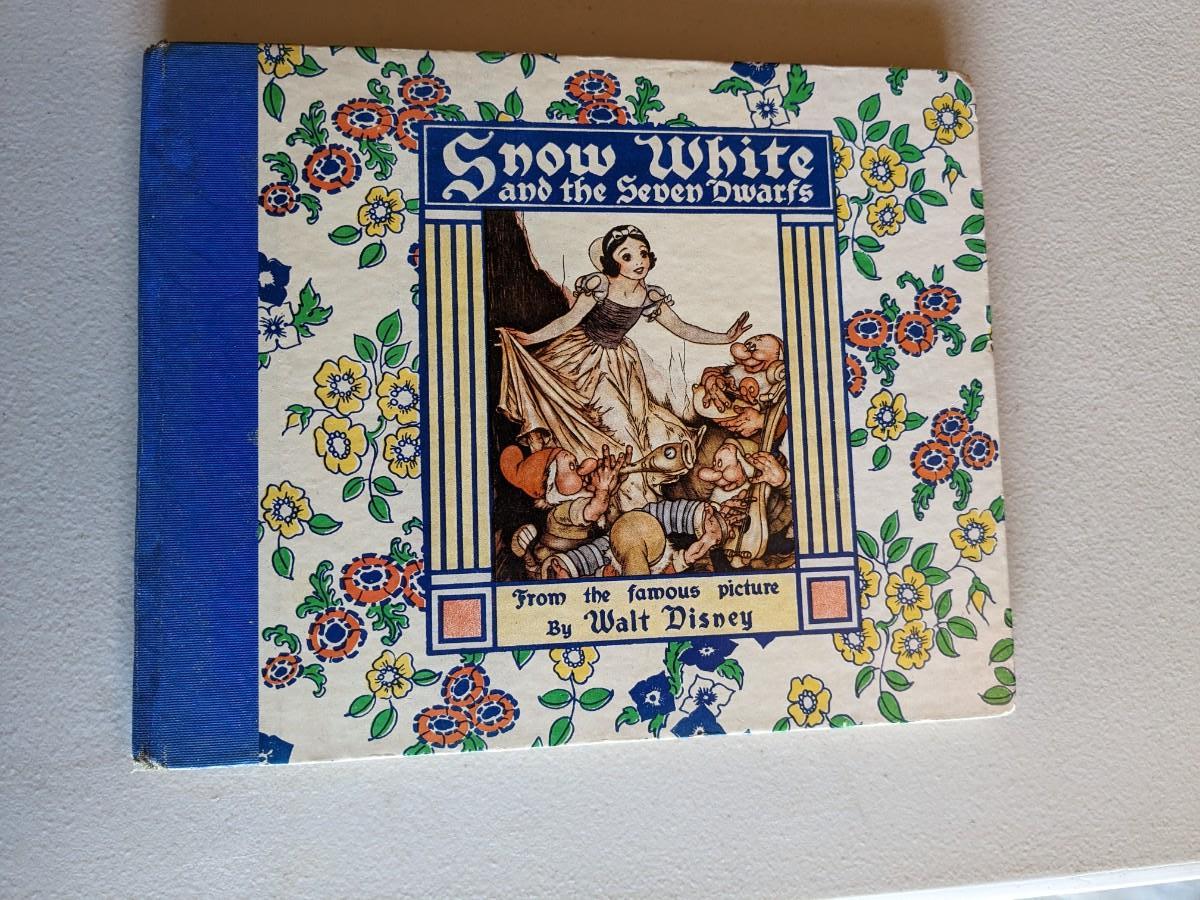 Snow White
and the Seven Dwarfs
From the famous picture
By Walt Disney